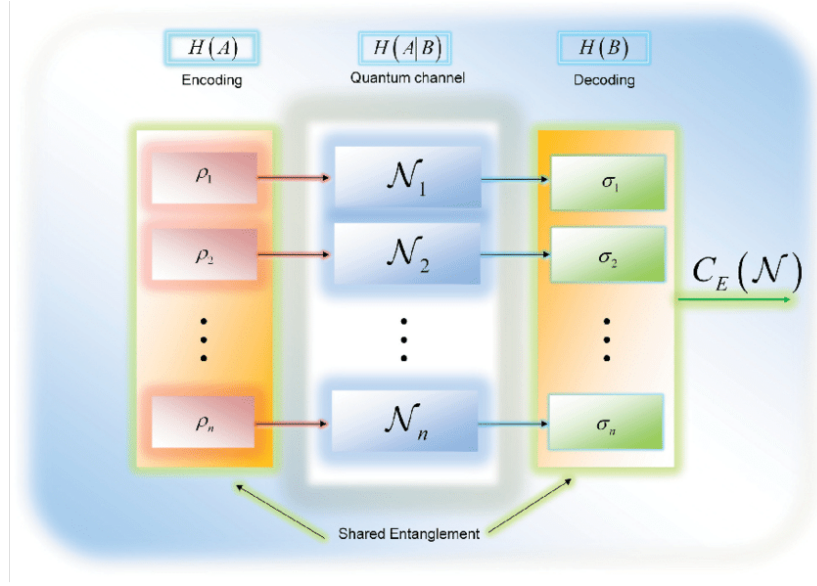 H(A) H(A|B) H(B)
Encoding Quantum channel Decoding
ρ₁ 𝒩₁ σ₁
ρ₂ 𝒩₂ σ₂
C_E(𝒩)
⋮ ⋮ ⋮
ρₙ 𝒩ₙ σₙ
Shared Entanglement